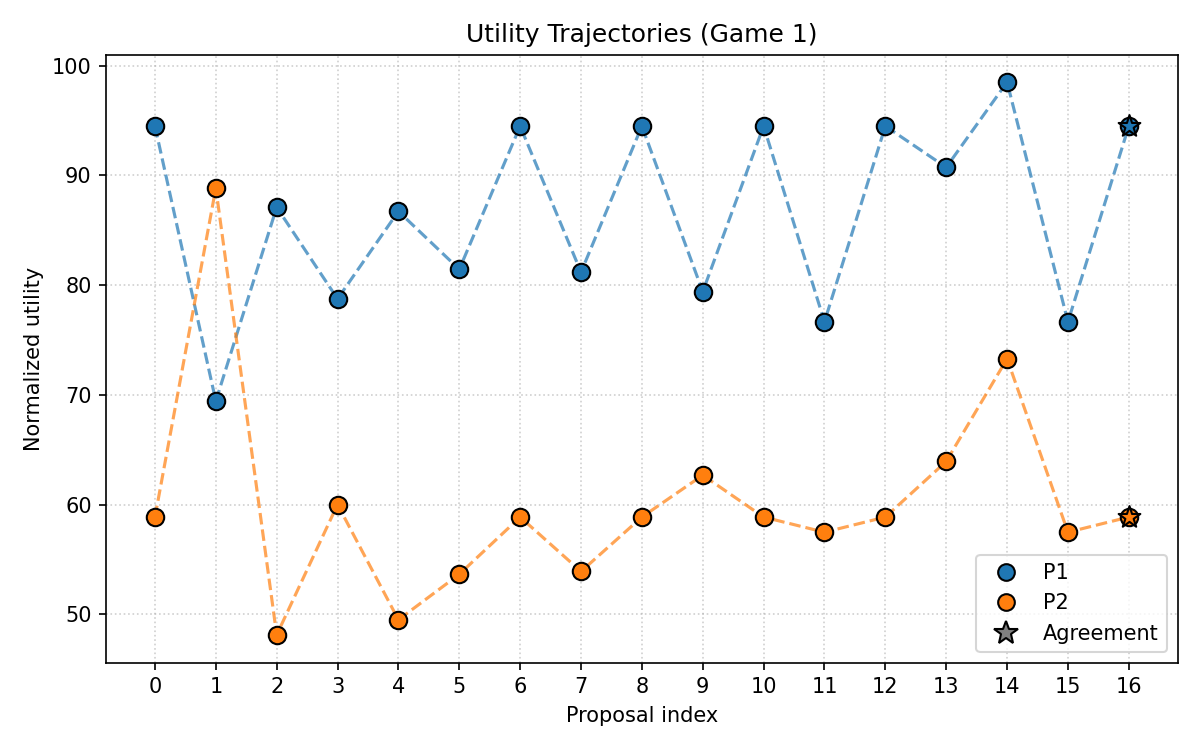 Utility Trajectories (Game 1)
Normalized utility
100
90
80
70
60
50
P1
P2
Agreement
0 1 2 3 4 5 6 7 8 9 10 11 12 13 14 15 16
Proposal index